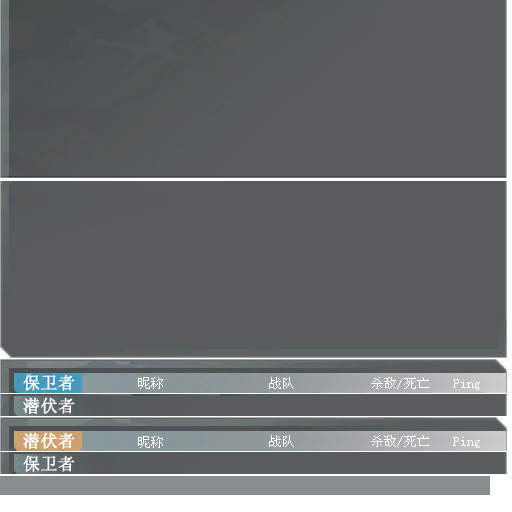 保卫者 昵称 战队 杀敌/死亡 Ping
潜伏者
潜伏者 昵称 战队 杀敌/死亡 Ping
保卫者